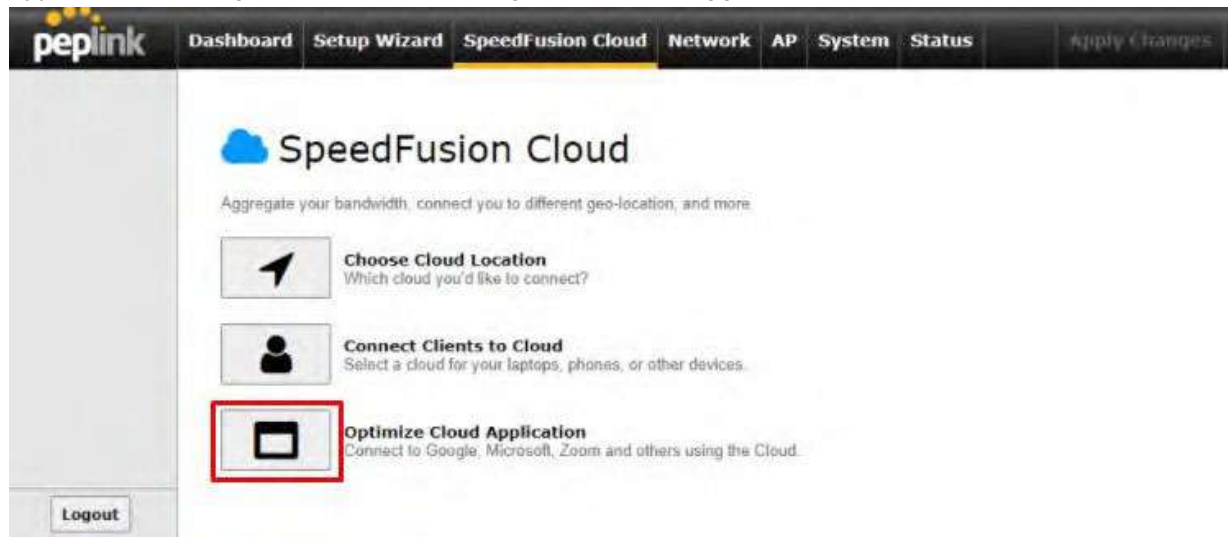 peplink Dashboard Setup Wizard SpeedFusion Cloud Network AP System Status Apply Changes
SpeedFusion Cloud
Aggregate your bandwidth, connect you to different geo-location, and more.
Choose Cloud Location
Which cloud you'd like to connect?
Connect Clients to Cloud
Select a cloud for your laptops, phones, or other devices.
Optimize Cloud Application
Connect to Google, Microsoft, Zoom and others using the Cloud.
Logout